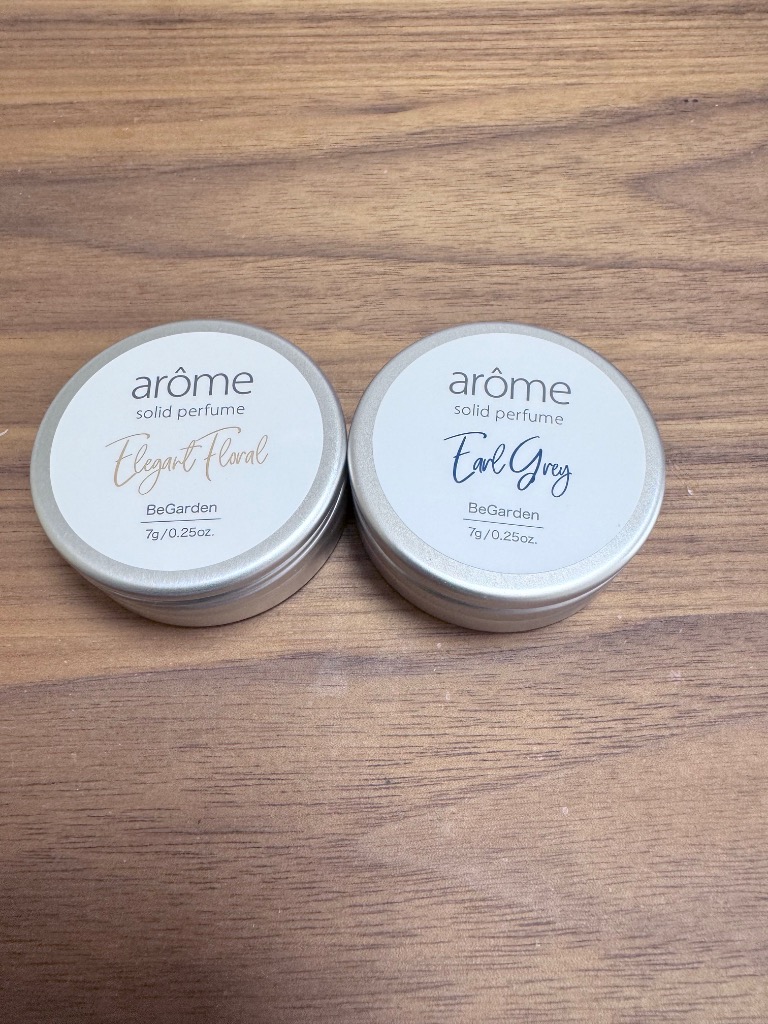 arôme
solid perfume
Elegant Floral
BeGarden
7g/0.25oz.
arôme
solid perfume
Earl Grey
BeGarden
7g/0.25oz.